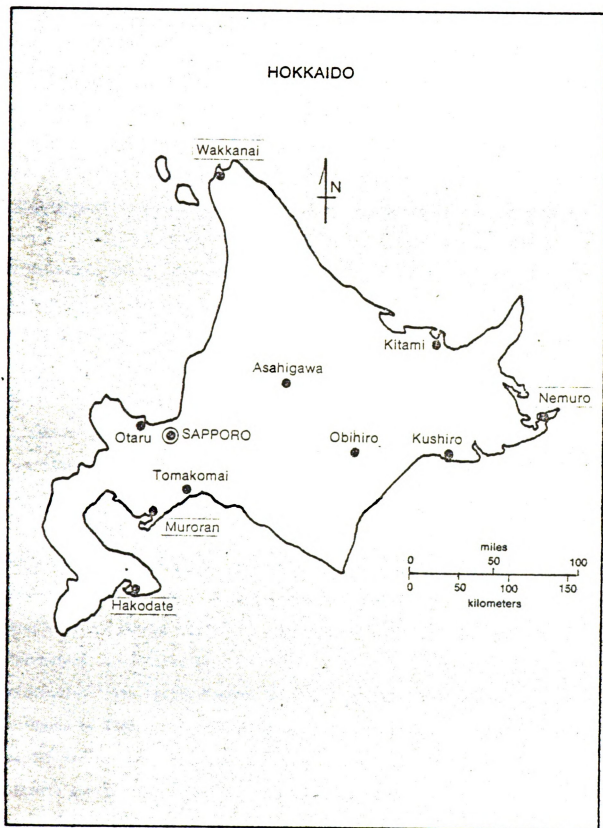 HOKKAIDO
Wakkanai
N
Kitami
Asahigawa
Nemuro
Otaru
SAPPORO
Obihiro
Kushiro
Tomakomai
Muroran
miles
0 50 100
0 50 100 150
kilometers
Hakodate